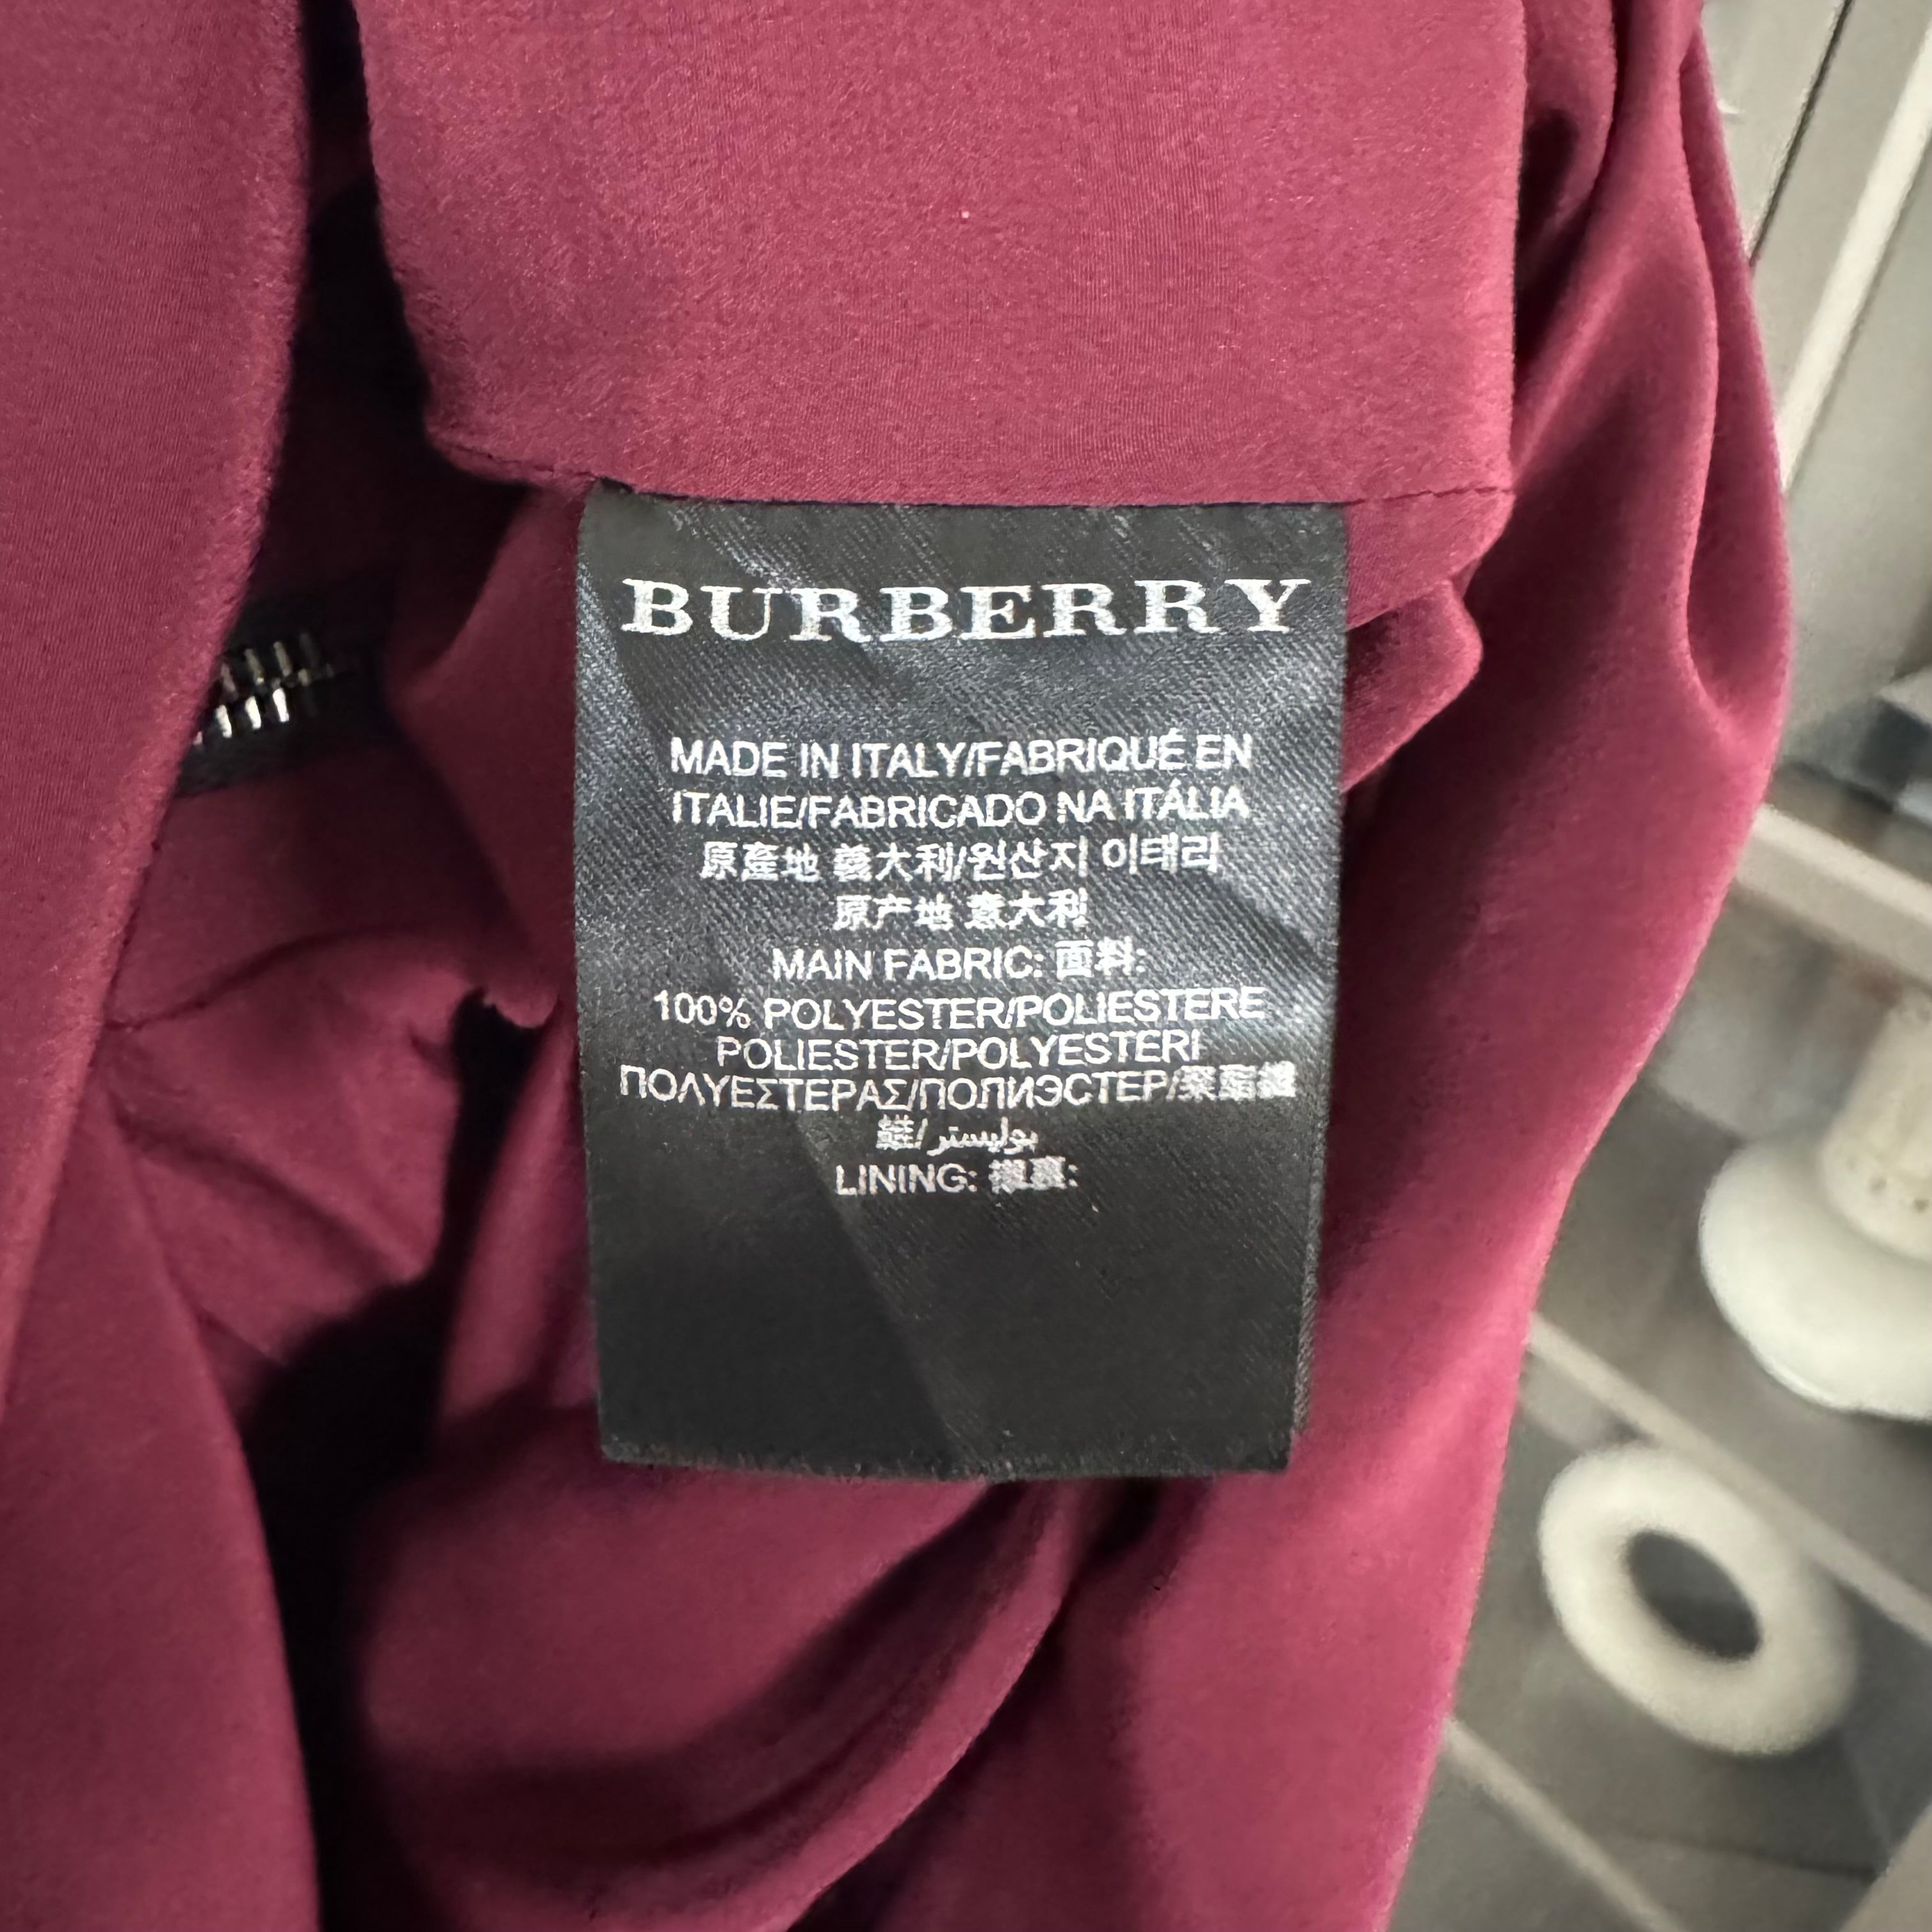 BURBERRY
MADE IN ITALY/FABRIQUÉ EN
ITALIE/FABRICADO NA ITÁLIA
原產地 義大利/원산지 이태리
原产地 意大利
MAIN FABRIC: 面料:
100% POLYESTER/POLIESTERE
POLIESTER/POLYESTERI
ΠΟΛΥΕΣΤΕΡΑΣ/ПОЛИЭСТЕР/聚酯纖
بوليستر/
LINING: